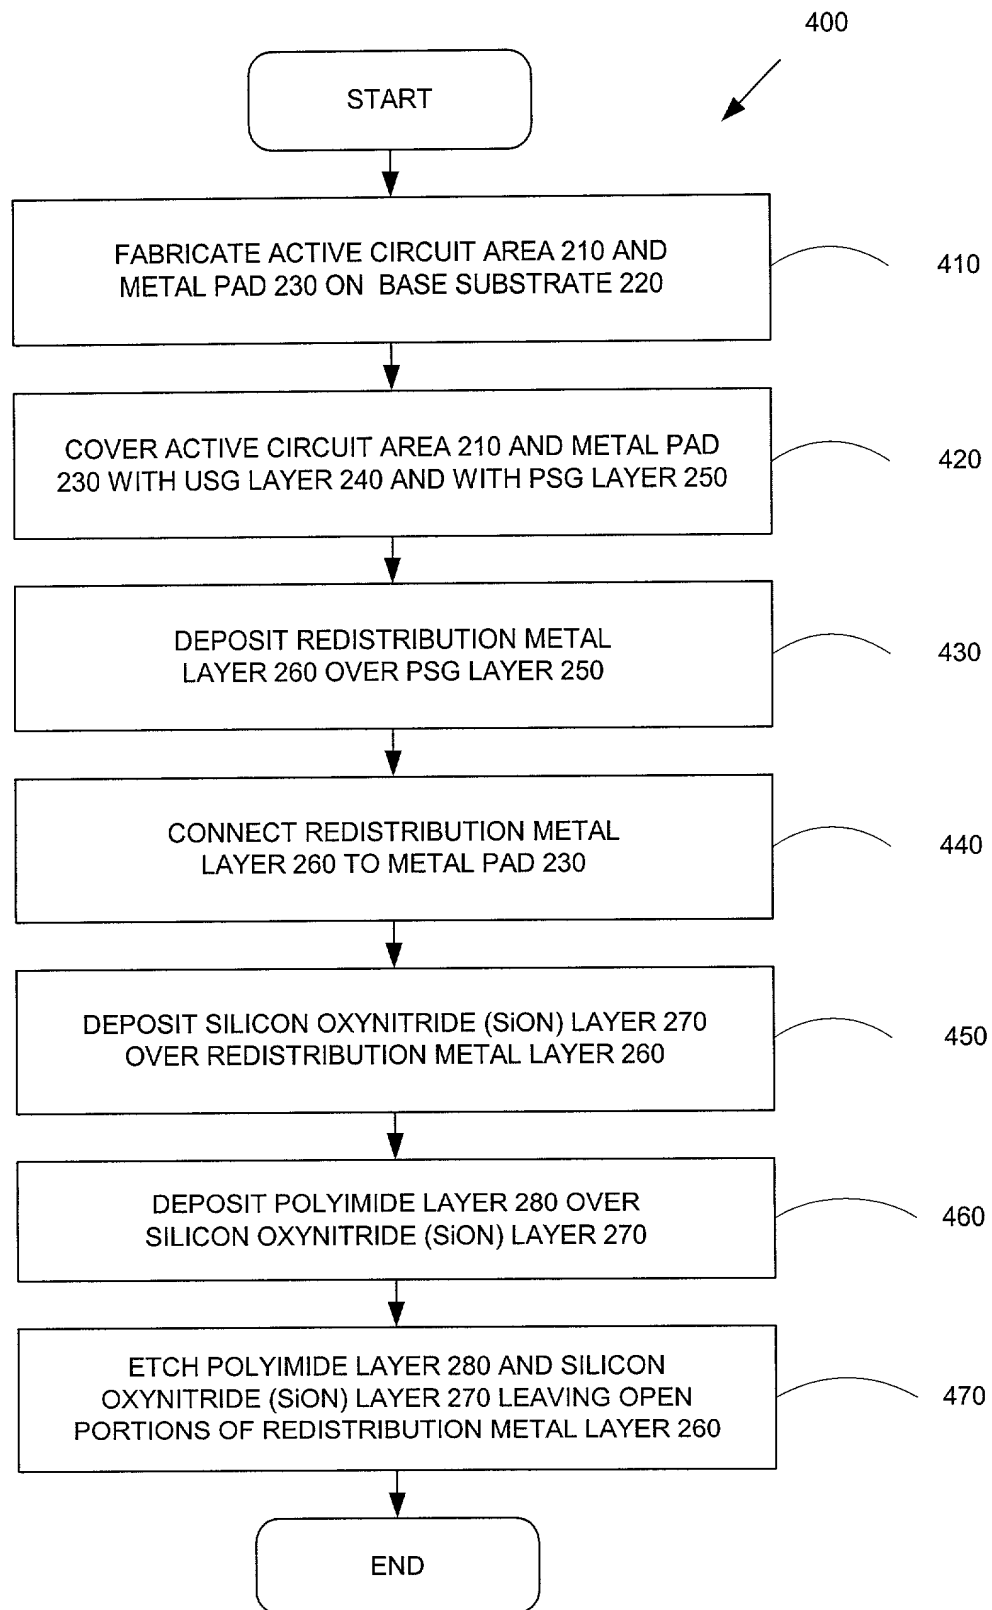 400
START
FABRICATE ACTIVE CIRCUIT AREA 210 AND
METAL PAD 230 ON BASE SUBSTRATE 220
410
COVER ACTIVE CIRCUIT AREA 210 AND METAL PAD
230 WITH USG LAYER 240 AND WITH PSG LAYER 250
420
DEPOSIT REDISTRIBUTION METAL
LAYER 260 OVER PSG LAYER 250
430
CONNECT REDISTRIBUTION METAL
LAYER 260 TO METAL PAD 230
440
DEPOSIT SILICON OXYNITRIDE (SiON) LAYER 270
OVER REDISTRIBUTION METAL LAYER 260
450
DEPOSIT POLYIMIDE LAYER 280 OVER
SILICON OXYNITRIDE (SiON) LAYER 270
460
ETCH POLYIMIDE LAYER 280 AND SILICON
OXYNITRIDE (SiON) LAYER 270 LEAVING OPEN
PORTIONS OF REDISTRIBUTION METAL LAYER 260
470
END